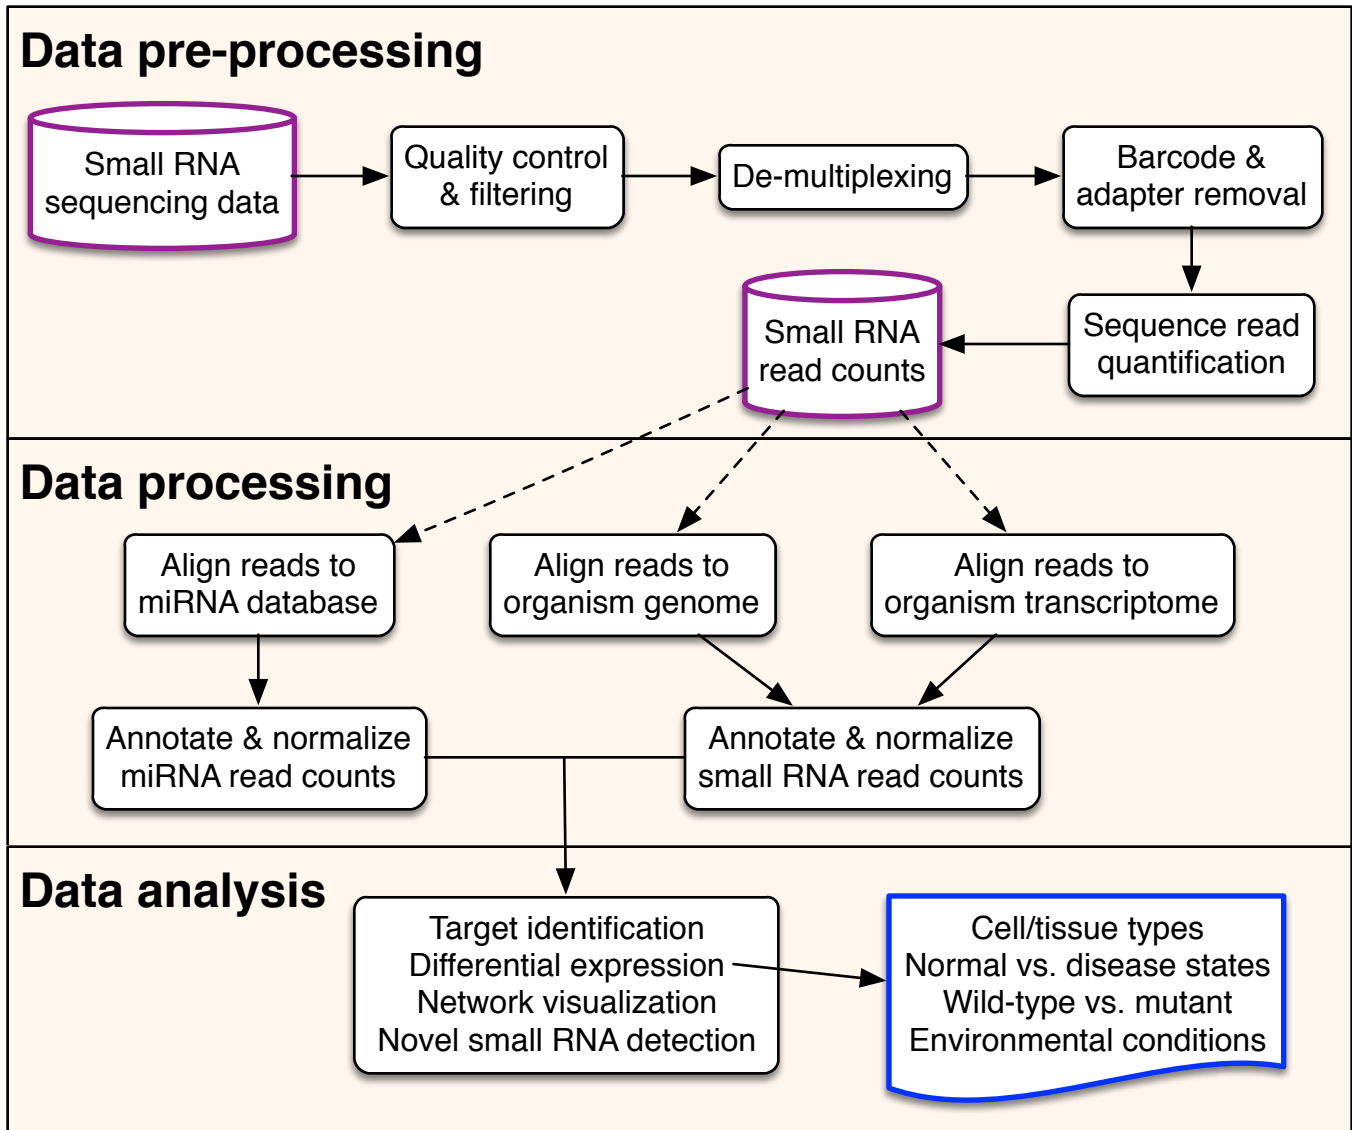 Data pre-processing
Small RNA
sequencing data
Quality control
& filtering
De-multiplexing
Barcode &
adapter removal
Sequence read
quantification
Small RNA
read counts
Data processing
Align reads to
miRNA database
Align reads to
organism genome
Align reads to
organism transcriptome
Annotate & normalize
miRNA read counts
Annotate & normalize
small RNA read counts
Data analysis
Target identification
Differential expression
Network visualization
Novel small RNA detection
Cell/tissue types
Normal vs. disease states
Wild-type vs. mutant
Environmental conditions